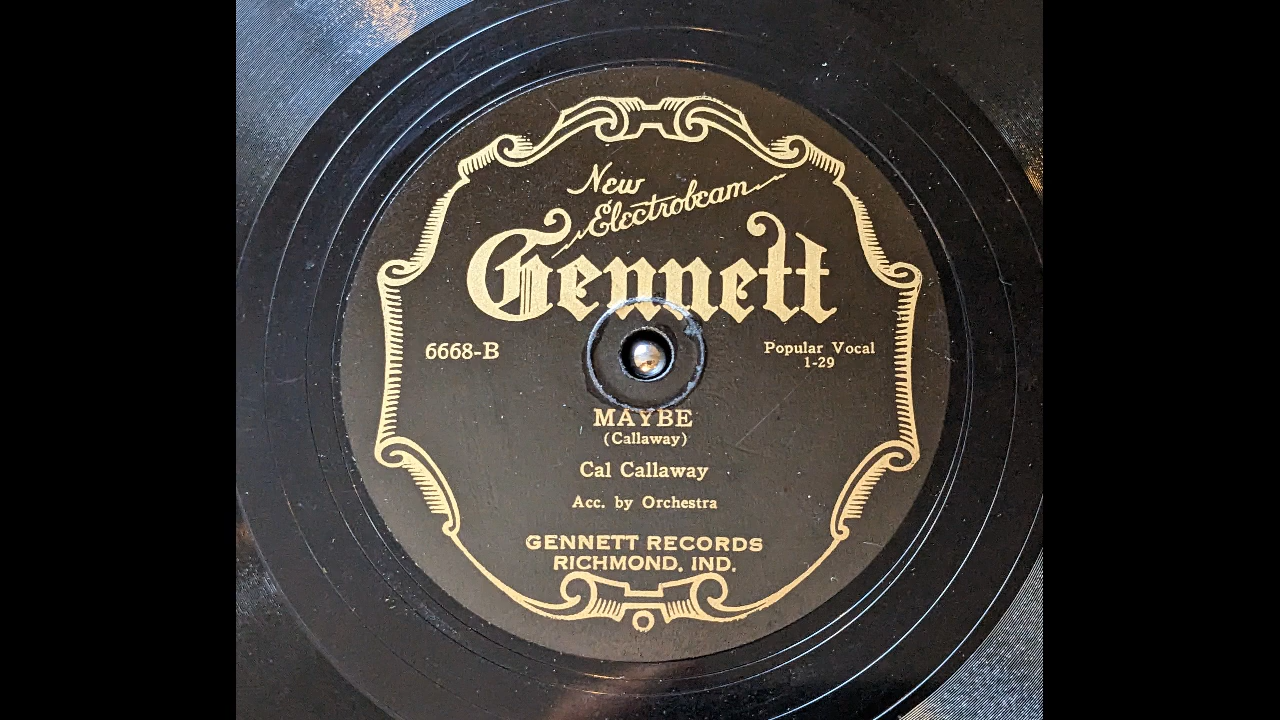 New
Electrobeam
Gennett
6668-B
Popular Vocal
1-29
MAYBE
(Callaway)
Cal Callaway
Acc. by Orchestra
GENNETT RECORDS
RICHMOND, IND.